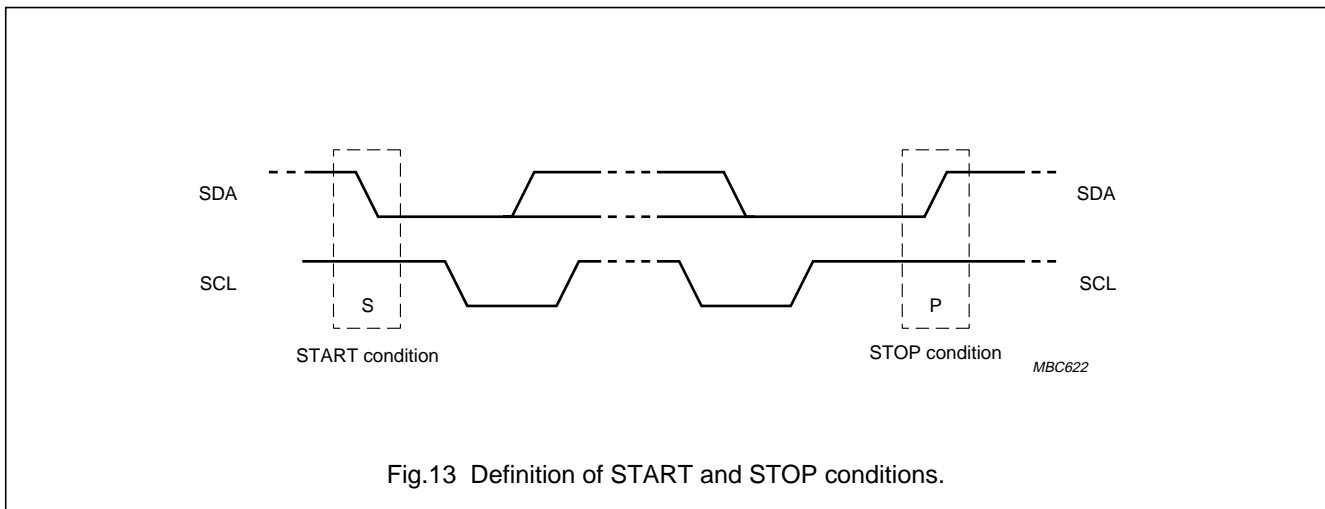 SDA
SDA
SCL
SCL
S
P
START condition
STOP condition
MBC622
Fig.13 Definition of START and STOP conditions.